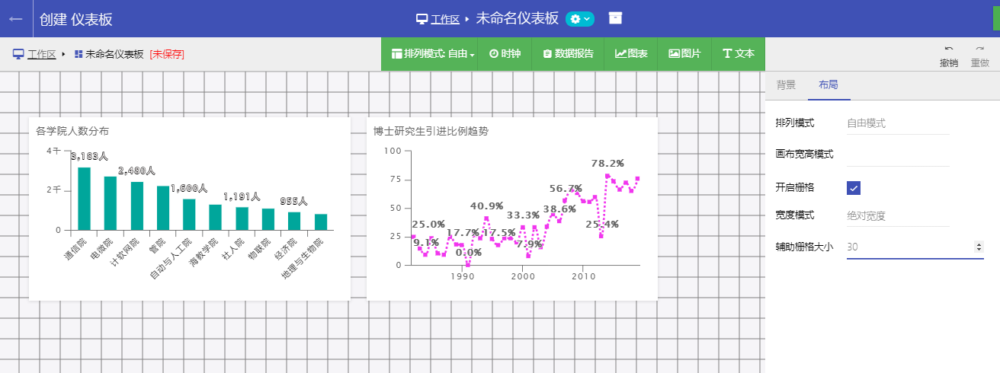 创建 仪表板
工作区 未命名仪表板
工作区 未命名仪表板 [未保存]
排列模式: 自由 时钟 数据报告 图表 图片 文本
撤销 重做
背景 布局
排列模式 自由模式
画布宽高模式
开启栅格
宽度模式 绝对宽度
辅助栅格大小 30
各学院人数分布
4千
2千
0
3,183人
2,480人
1,600人
1,191人
955人
通信院
电微院
计软网院
管院
自动与人工院
海教学院
社人院
物联院
经济院
地理与生物院
博士研究生引进比例趋势
100
75
50
25
0
25.0%
9.1%
17.7%
0.0%
40.9%
17.5%
33.3%
7.9%
38.6%
56.7%
25.4%
78.2%
1990
2000
2010